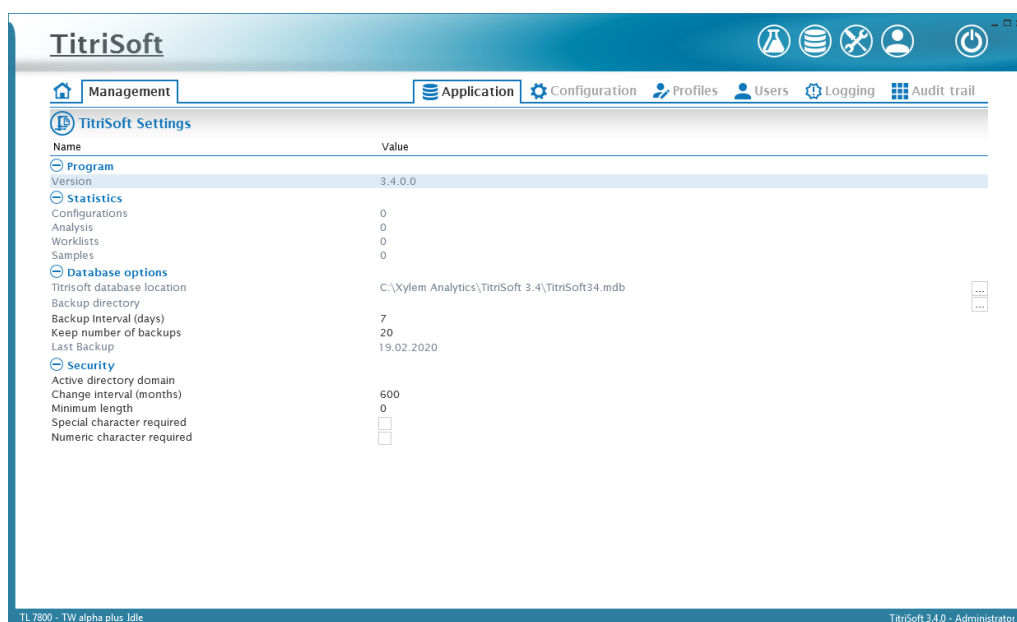 TitriSoft
Management
Application Configuration Profiles Users Logging Audit trail
TitriSoft Settings
Name Value
Program
Version 3.4.0.0
Statistics
Configurations 0
Analysis 0
Worklists 0
Samples 0
Database options
Titrisoft database location C:\Xylem Analytics\TitriSoft 3.4\TitriSoft34.mdb ...
Backup directory ...
Backup Interval (days) 7
Keep number of backups 20
Last Backup 19.02.2020
Security
Active directory domain
Change interval (months) 600
Minimum length 0
Special character required
Numeric character required
TL 7800 - TW alpha plus Idle TitriSoft 3.4.0 - Administrator